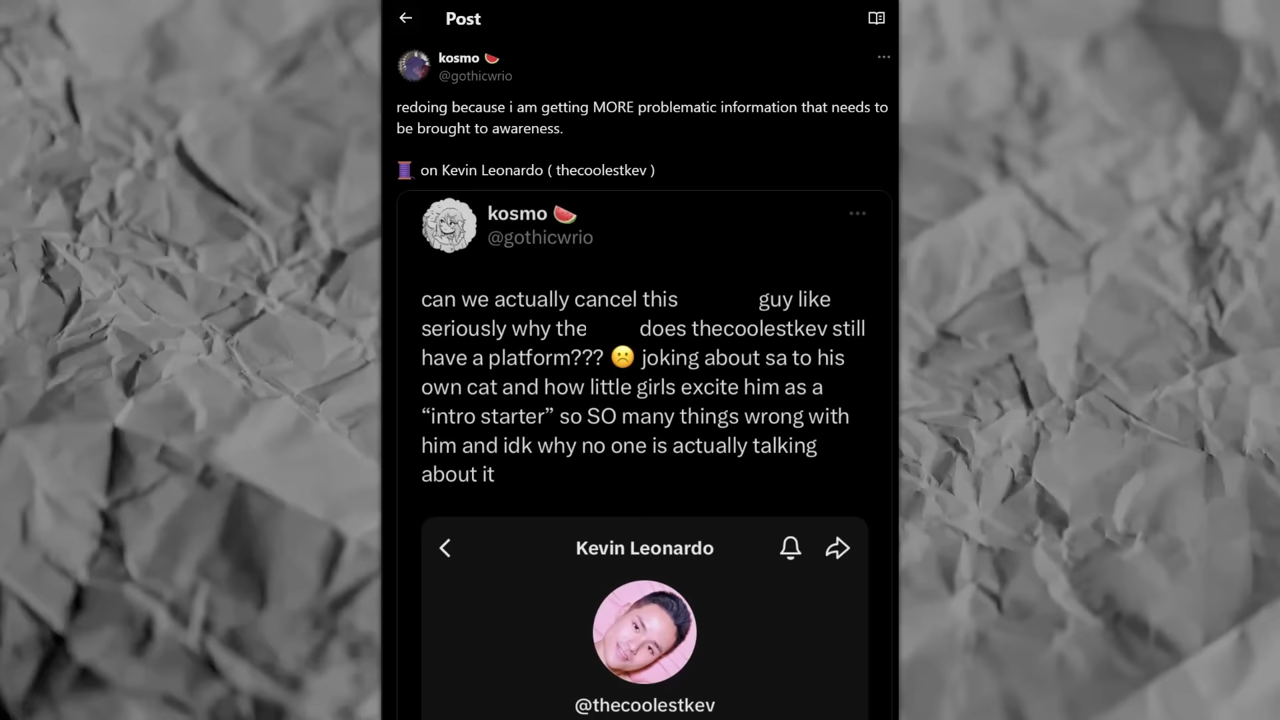 Post
kosmo 🍉
@gothicwrio
redoing because i am getting MORE problematic information that needs to
be brought to awareness.
🧵 on Kevin Leonardo ( thecoolestkev )
kosmo 🍉
@gothicwrio
can we actually cancel this guy like
seriously why the does thecoolestkev still
have a platform??? ☹️ joking about sa to his
own cat and how little girls excite him as a
“intro starter” so SO many things wrong with
him and idk why no one is actually talking
about it
Kevin Leonardo
@thecoolestkev